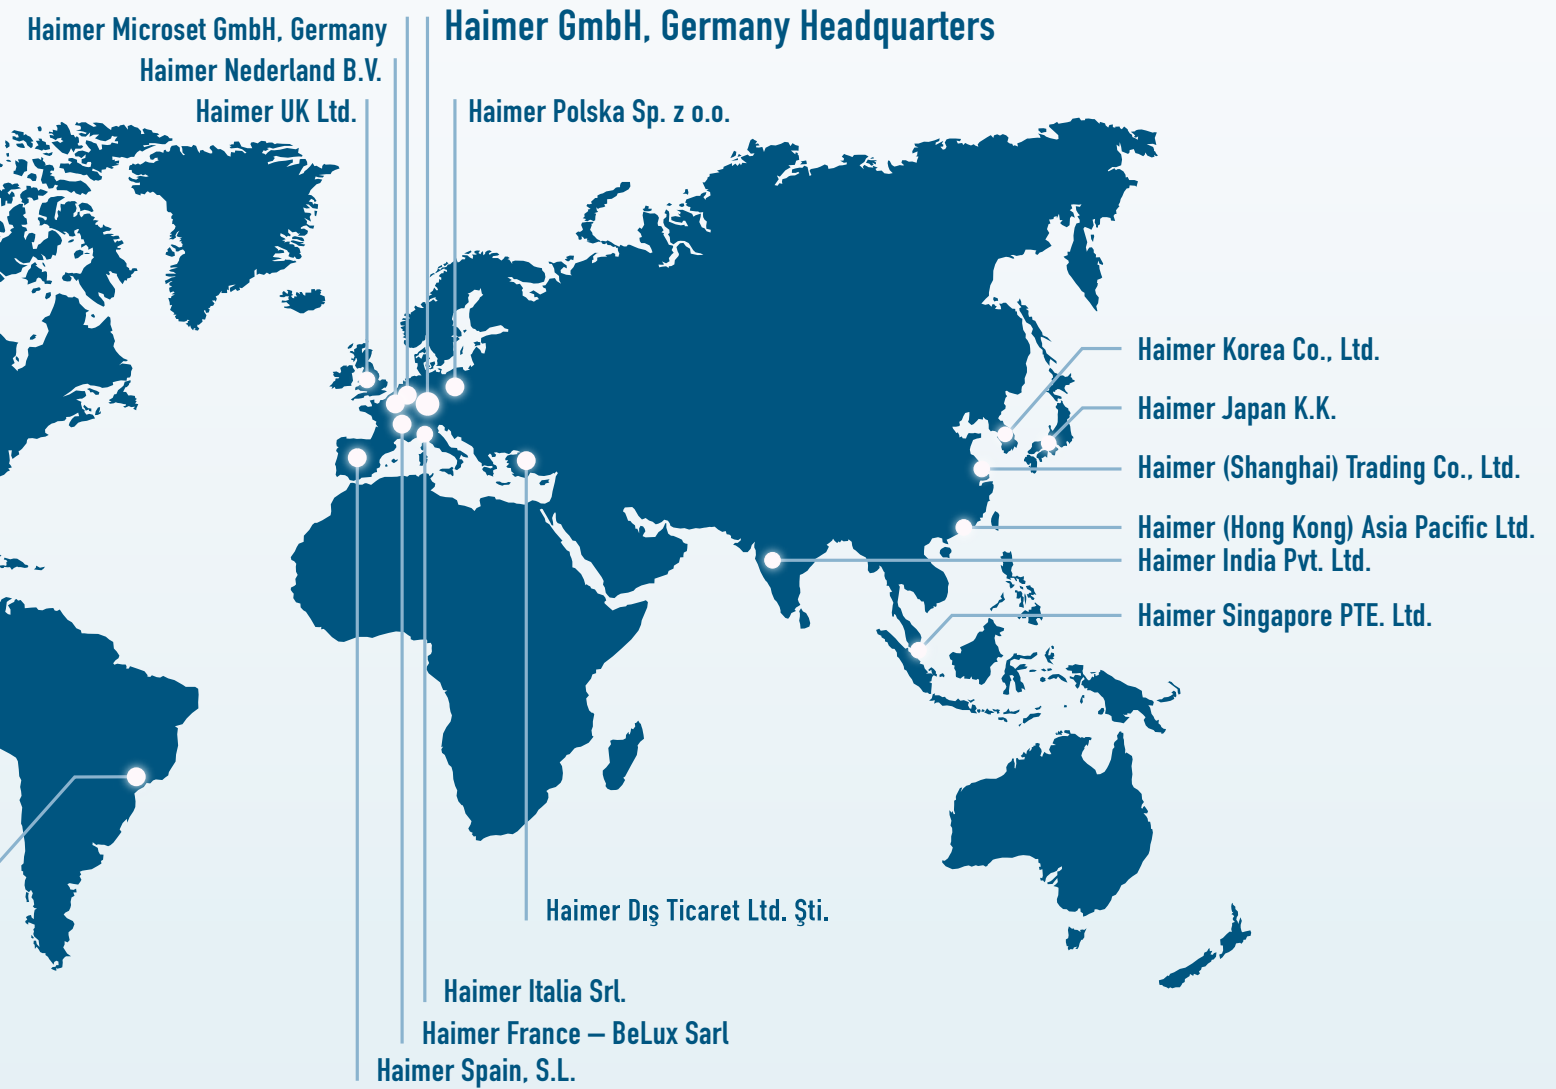 Haimer Microset GmbH, Germany
Haimer GmbH, Germany Headquarters
Haimer Nederland B.V.
Haimer UK Ltd.
Haimer Polska Sp. z o.o.
Haimer Korea Co., Ltd.
Haimer Japan K.K.
Haimer (Shanghai) Trading Co., Ltd.
Haimer (Hong Kong) Asia Pacific Ltd.
Haimer India Pvt. Ltd.
Haimer Singapore PTE. Ltd.
Haimer Dış Ticaret Ltd. Şti.
Haimer Italia Srl.
Haimer France – BeLux Sarl
Haimer Spain, S.L.